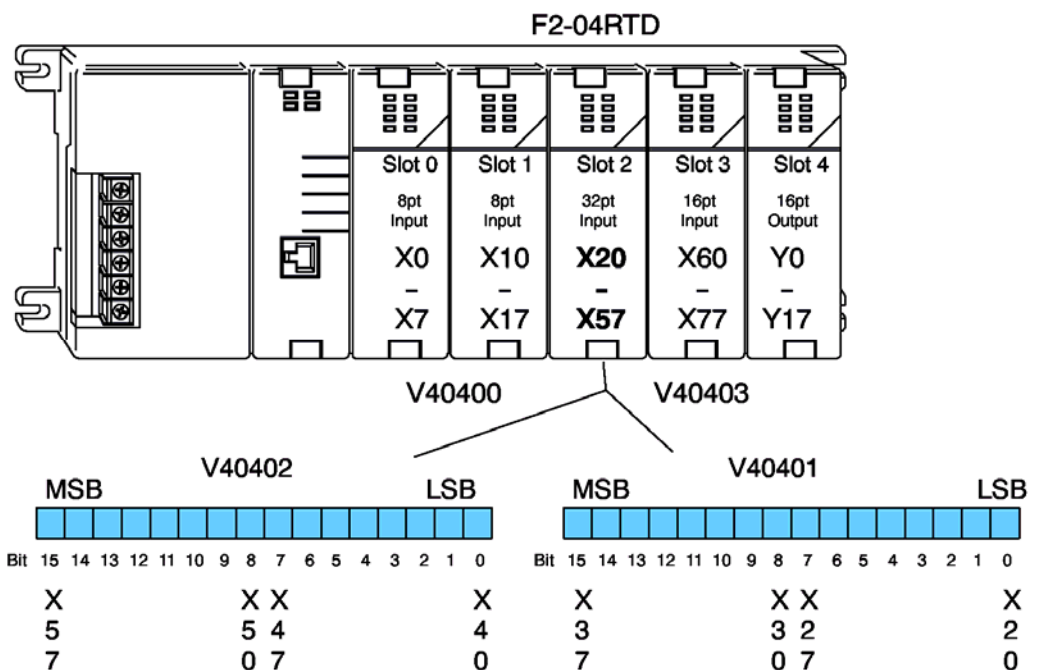 F2-04RTD
Slot 0 Slot 1 Slot 2 Slot 3 Slot 4
8pt 8pt 32pt 16pt 16pt
Input Input Input Input Output
X0 X10 X20 X60 Y0
– – – – –
X7 X17 X57 X77 Y17
V40400 V40403
V40402 V40401
MSB LSB MSB LSB
Bit 15 14 13 12 11 10 9 8 7 6 5 4 3 2 1 0 Bit 15 14 13 12 11 10 9 8 7 6 5 4 3 2 1 0
X X X X X X X X
5 5 4 4 3 3 2 2
7 0 7 0 7 0 7 0